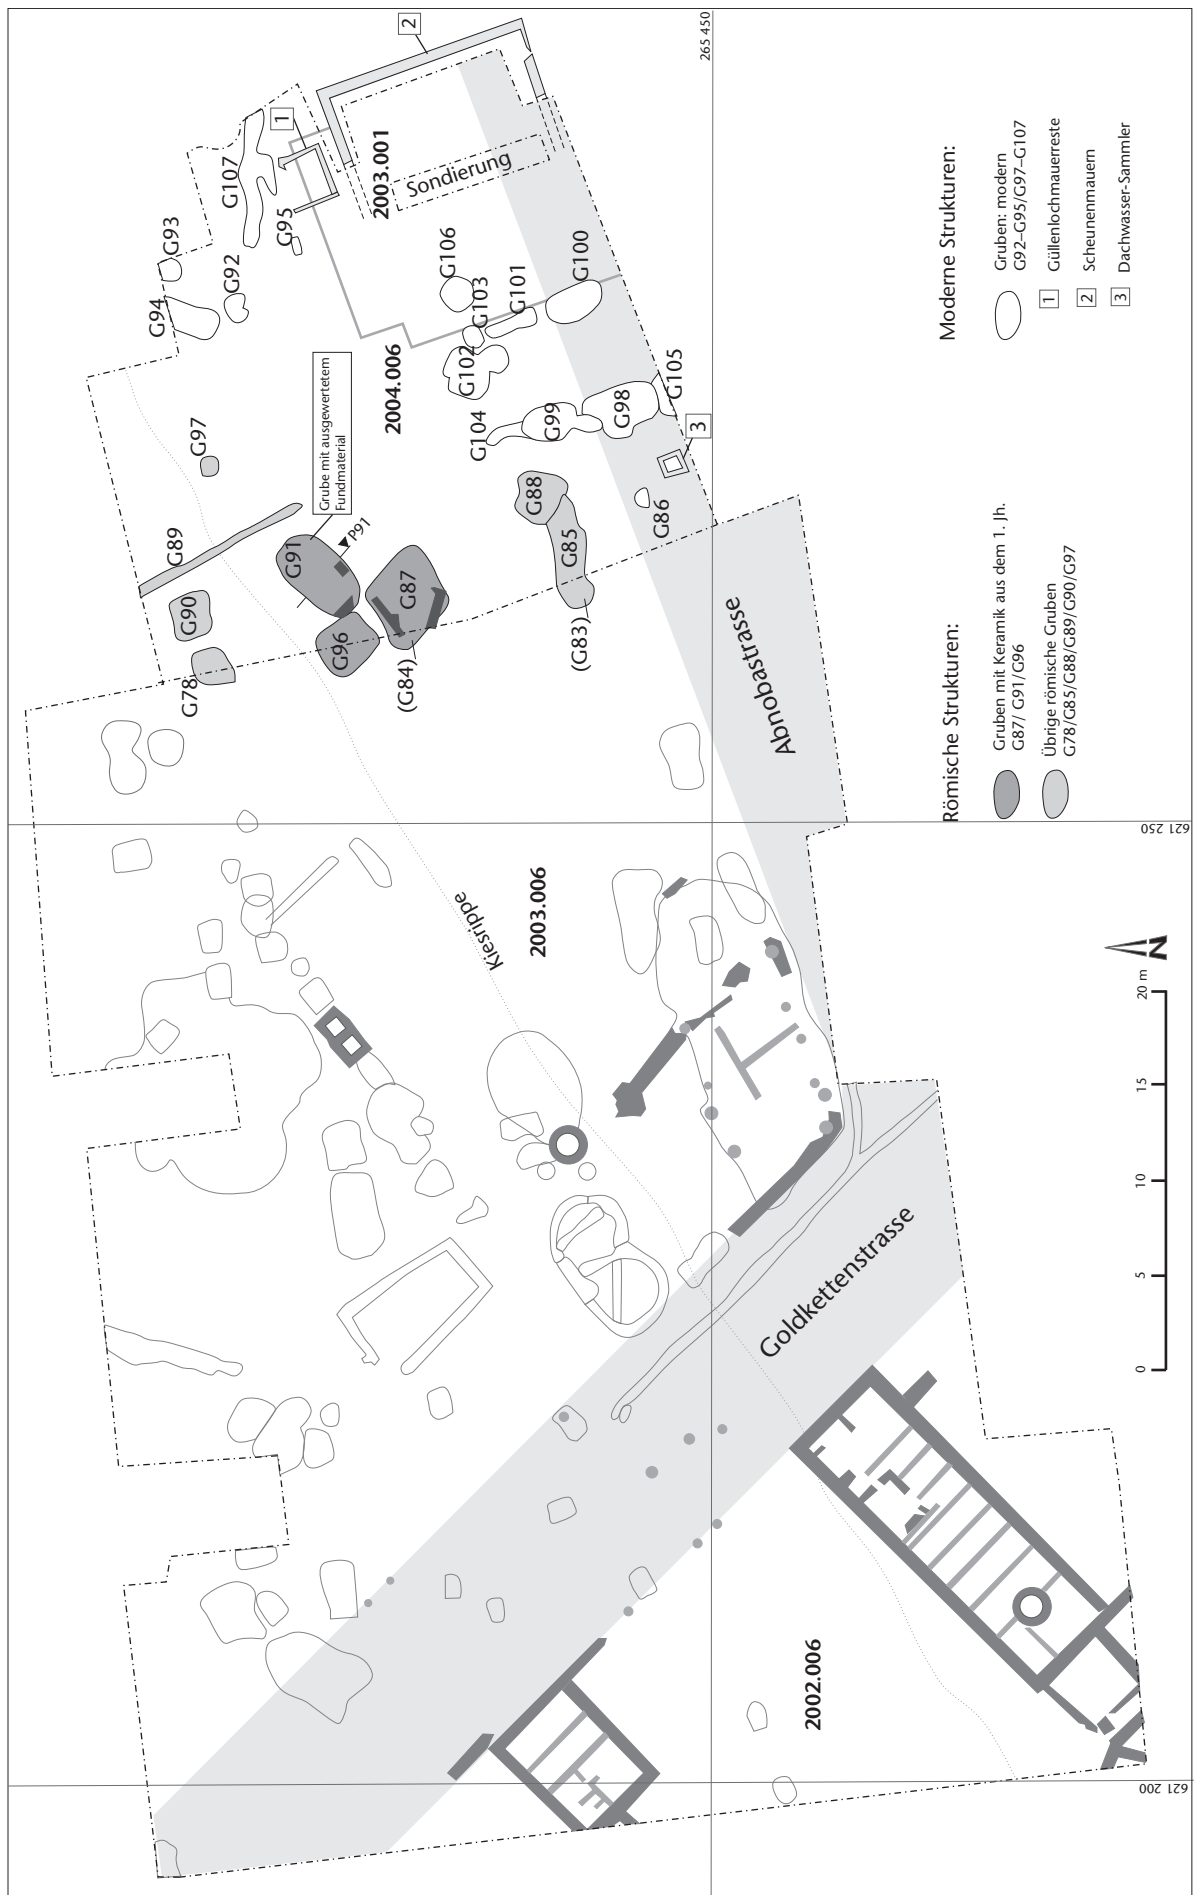 2
265 450
1
G107
2003.001
Sondierung
G95
G93
G92
G94
G106
G103
G101
G100
G102
2004.006
G104
G99
G98
G105
3
G97
Grube mit ausgewertetem
Fundmaterial
P91
G89
G91
G88
G85
G86
G90
G87
G96
G78
(G84)
(G83)
Abnobastrasse
621 250
Kiesrippe
2003.006
Goldkettenstrasse
2002.006
621 200
N
0
5
10
15
20 m
Römische Strukturen:
Gruben mit Keramik aus dem 1. Jh.
G87/ G91/G96
Übrige römische Gruben
G78/G85/G88/G89/G90/G97
Moderne Strukturen:
Gruben: modern
G92–G95/G97–G107
1
Güllenlochmauerreste
2
Scheunenmauern
3
Dachwasser-Sammler